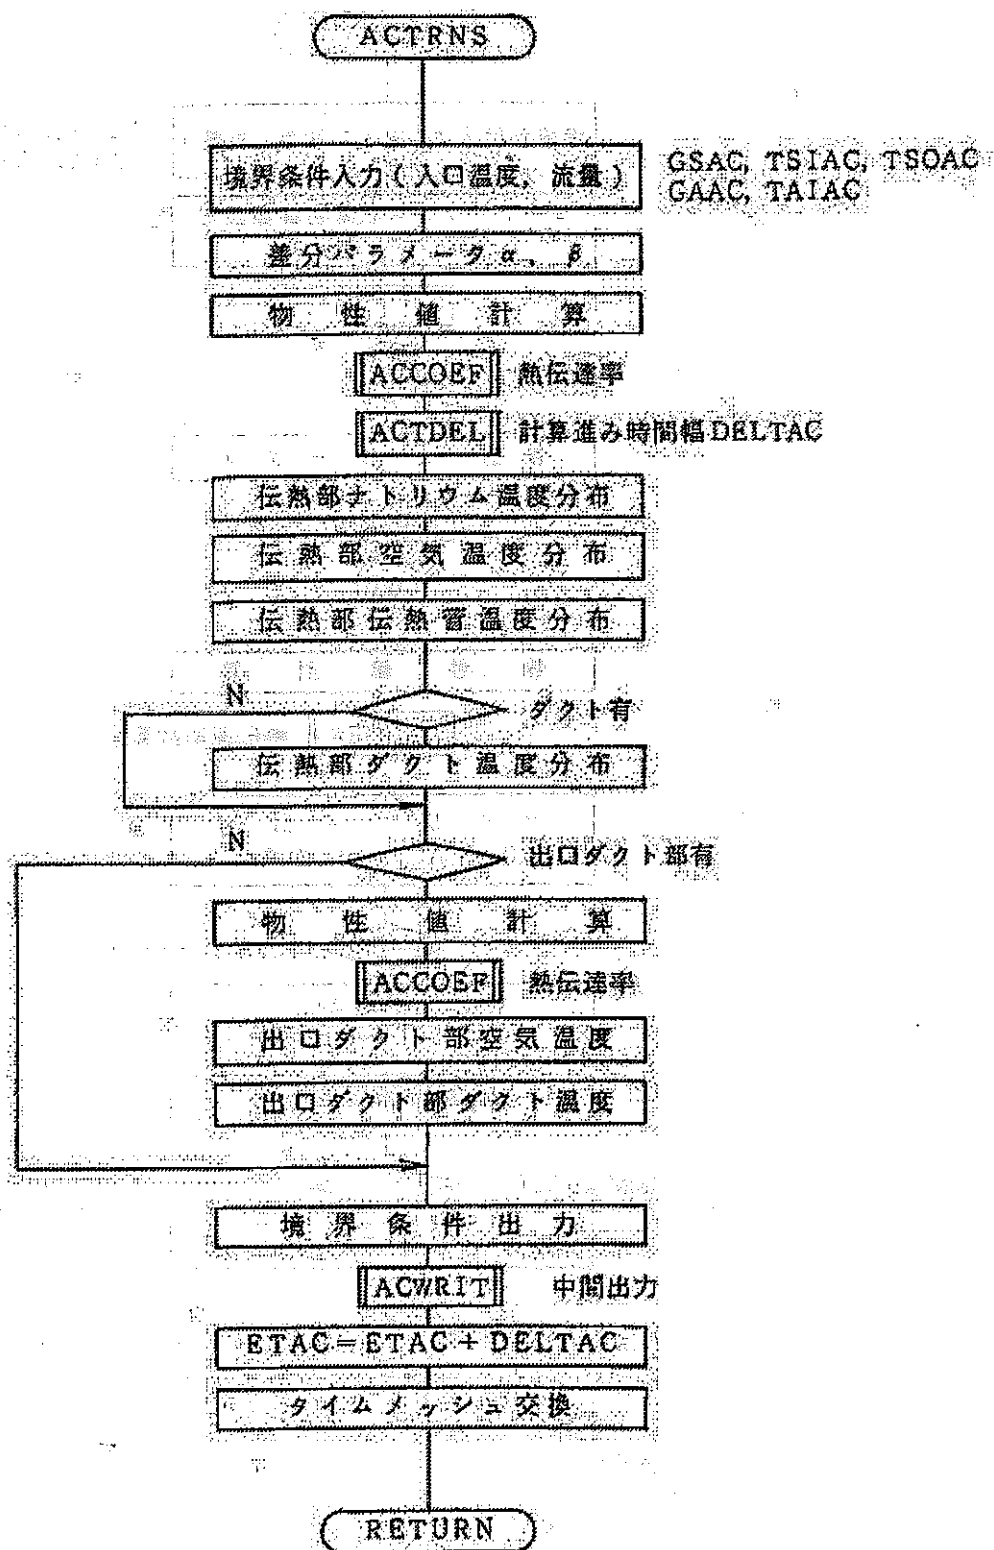 ACTRNS
境界条件入力(入口温度, 流量)
GSAC, TSIAC, TSOAC
GAAC, TAIAC
差分パラメータα, β
物性値計算
ACCOEF 熱伝達率
ACTDEL 計算進み時間幅DELTAC
伝熱部ナトリウム温度分布
伝熱部空気温度分布
伝熱部伝熱管温度分布
N
ダクト有
伝熱部ダクト温度分布
N
出口ダクト部有
物性値計算
ACCOEF 熱伝達率
出口ダクト部空気温度
出口ダクト部ダクト温度
境界条件出力
ACWRIT 中間出力
ETAC=ETAC+DELTAC
タイムメッシュ交換
RETURN